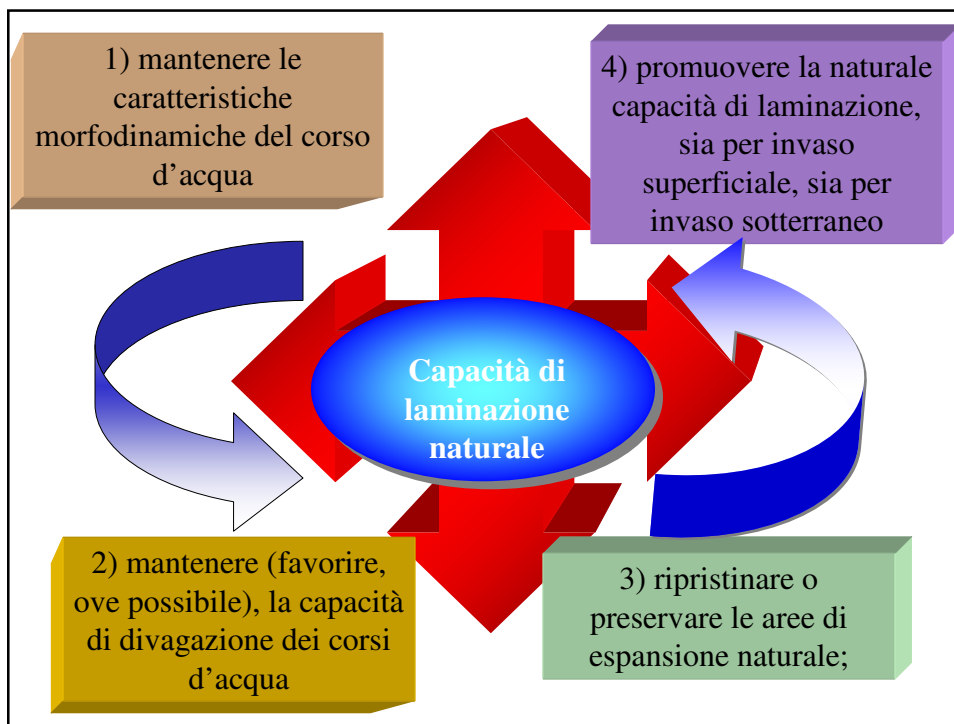 1) mantenere le
caratteristiche
morfodinamiche del corso
d’acqua
4) promuovere la naturale
capacità di laminazione,
sia per invaso
superficiale, sia per
invaso sotterraneo
Capacità di
laminazione
naturale
2) mantenere (favorire,
ove possibile), la capacità
di divagazione dei corsi
d’acqua
3) ripristinare o
preservare le aree di
espansione naturale;